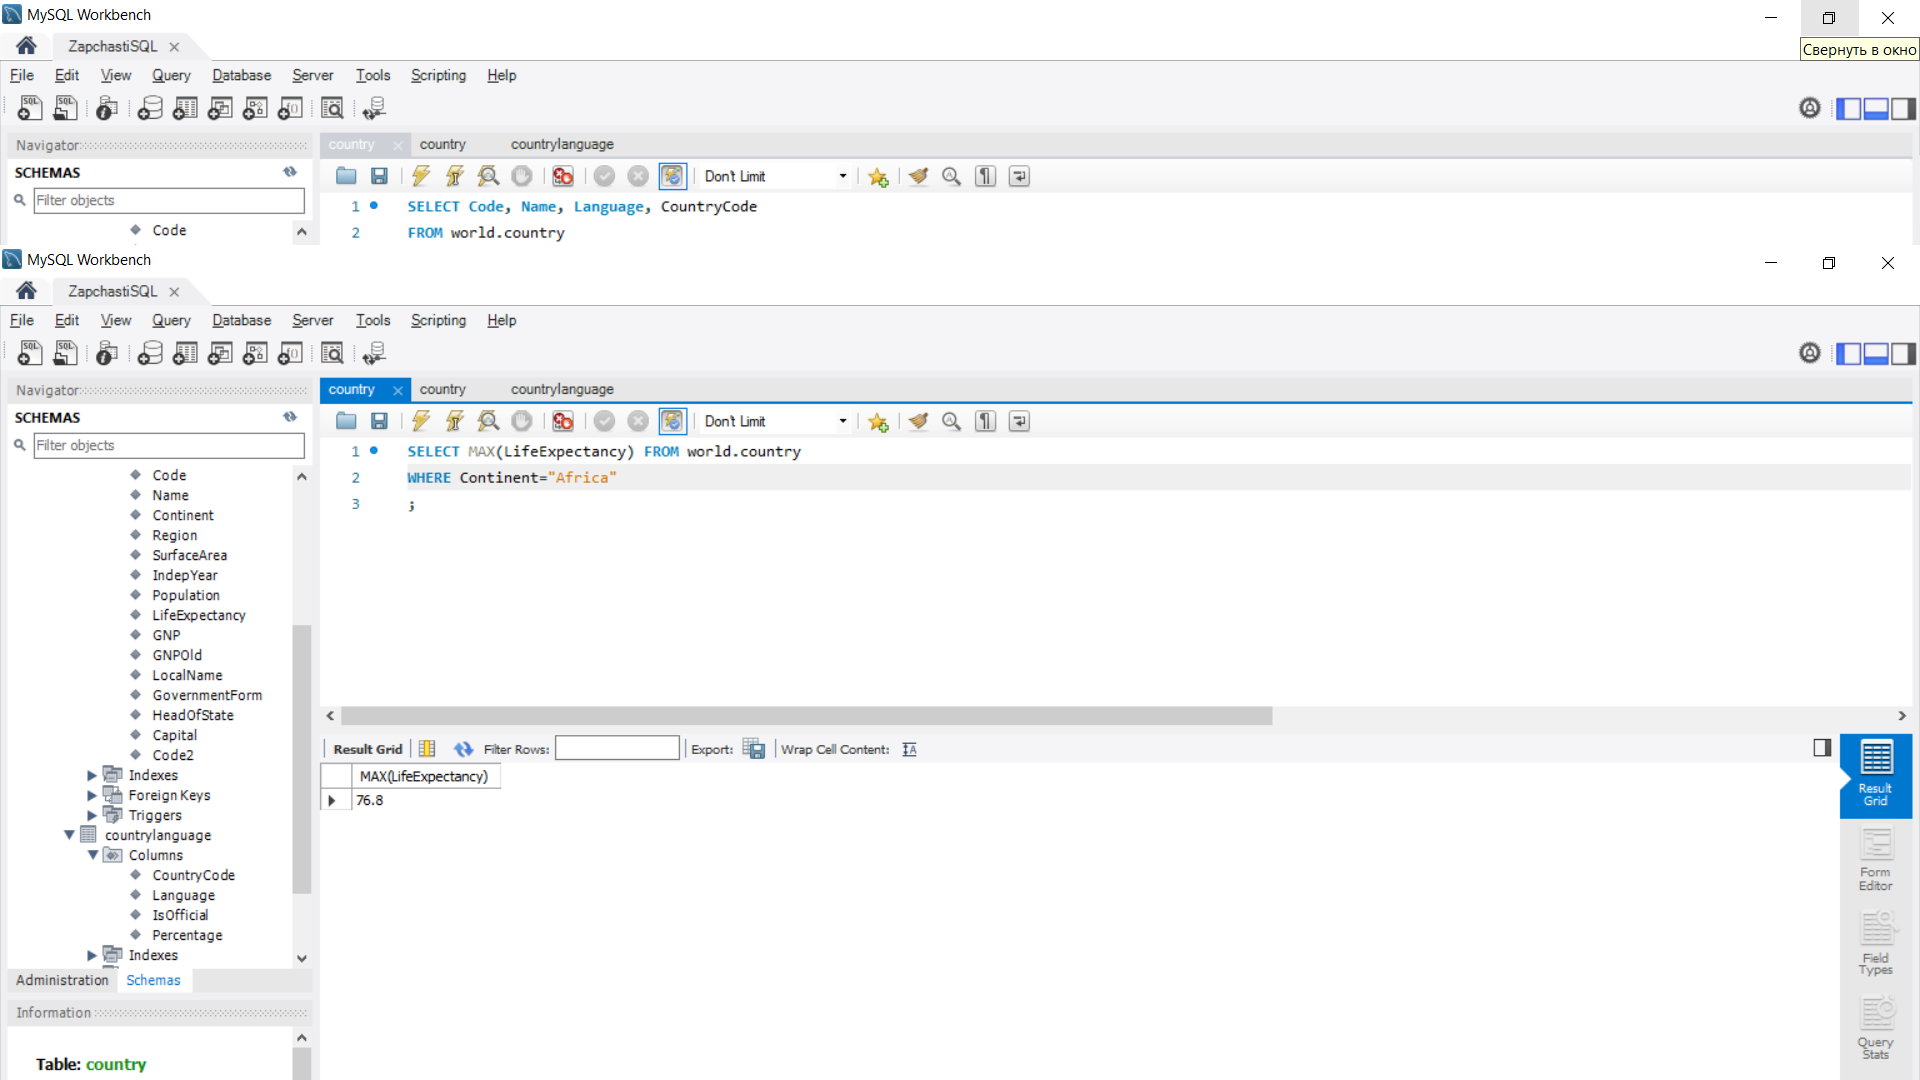 MySQL Workbench
ZapchastiSQL
Свернуть в окно
File Edit View Query Database Server Tools Scripting Help
Navigator
country country countrylanguage
SCHEMAS
Don't Limit
Filter objects
1 SELECT Code, Name, Language, CountryCode
Code
2 FROM world.country
MySQL Workbench
ZapchastiSQL
File Edit View Query Database Server Tools Scripting Help
Navigator
country country countrylanguage
SCHEMAS
Don't Limit
Filter objects
1 SELECT MAX(LifeExpectancy) FROM world.country
2 WHERE Continent="Africa"
3 ;
Code
Name
Continent
Region
SurfaceArea
IndepYear
Population
LifeExpectancy
GNP
GNPOld
LocalName
GovernmentForm
HeadOfState
Capital
Code2
Indexes
Foreign Keys
Triggers
countrylanguage
Columns
CountryCode
Language
IsOfficial
Percentage
Indexes
Administration Schemas
Information
Table: country
Result Grid Filter Rows: Export: Wrap Cell Content:
MAX(LifeExpectancy)
76.8
Result
Grid
Form
Editor
Field
Types
Query
Stats